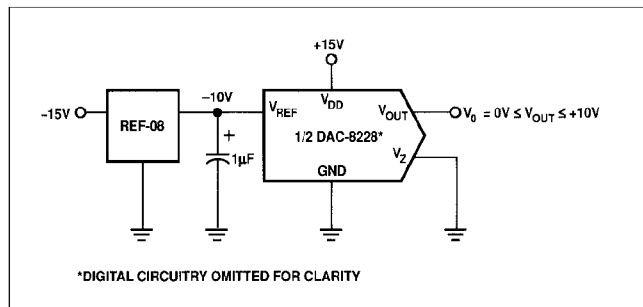 +15V
–15V
REF-08
–10V
+
1µF
VREF
VDD
VOUT
1/2 DAC-8228*
VZ
GND
V0 = 0V ≤ VOUT ≤ +10V
*DIGITAL CIRCUITRY OMITTED FOR CLARITY